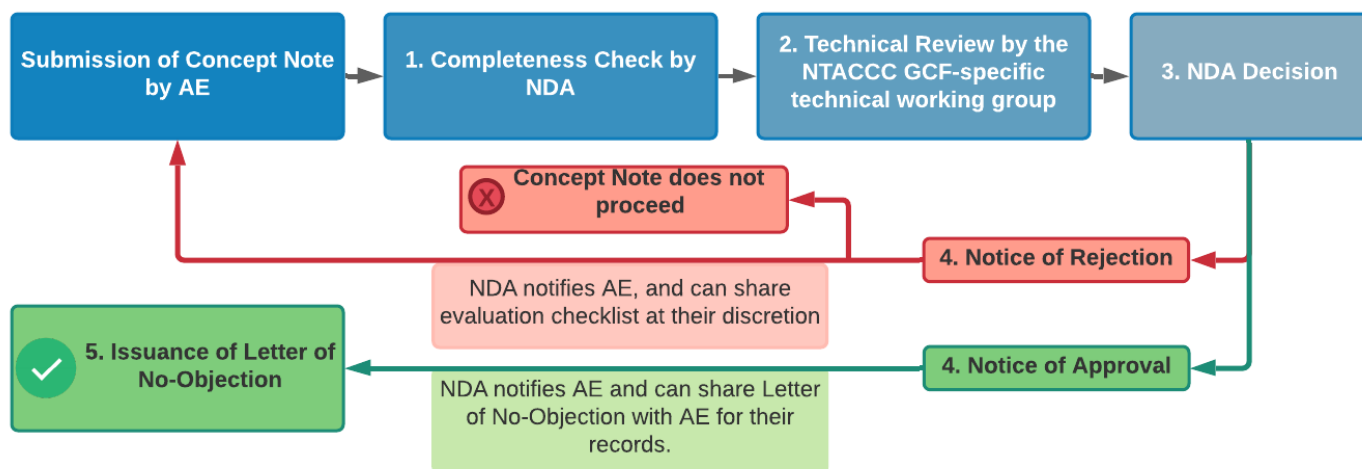 Submission of Concept Note
by AE
1. Completeness Check by
NDA
2. Technical Review by the
NTACCC GCF-specific
technical working group
3. NDA Decision
X
Concept Note does not
proceed
4. Notice of Rejection
NDA notifies AE, and can share
evaluation checklist at their discretion
5. Issuance of Letter of
No-Objection
4. Notice of Approval
NDA notifies AE and can share Letter
of No-Objection with AE for their
records.